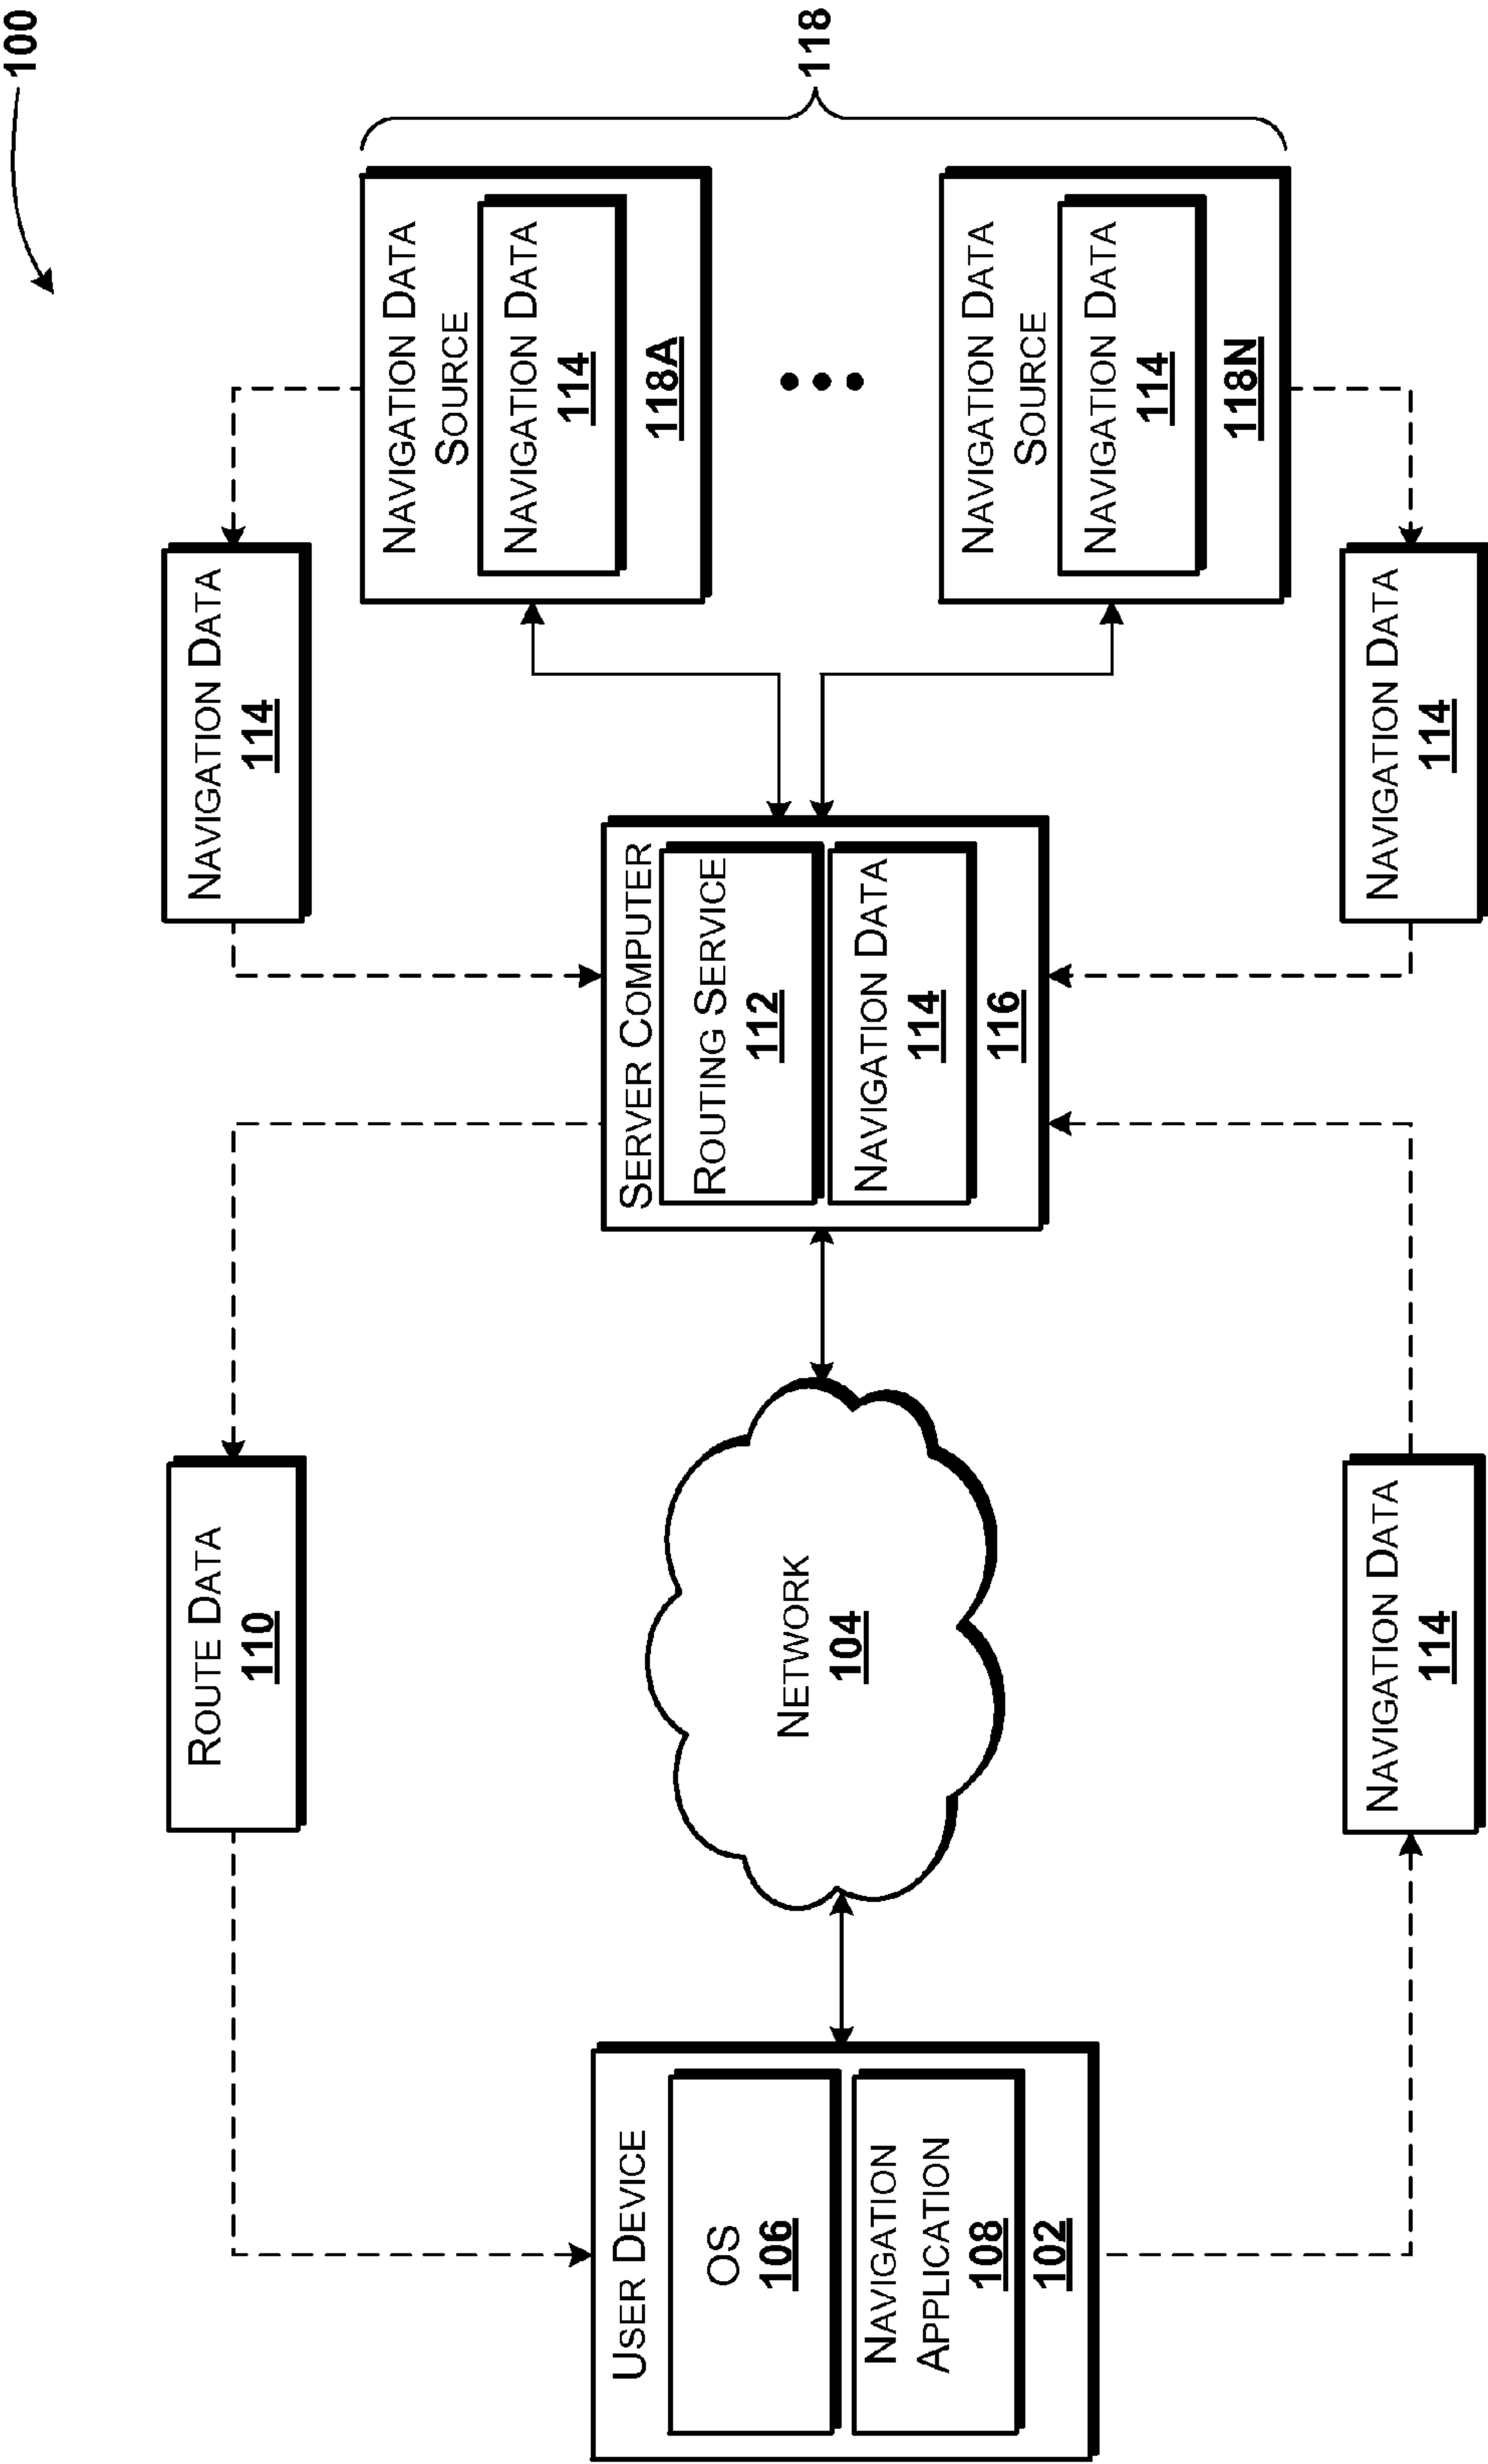 100
ROUTE DATA
110
NAVIGATION DATA
114
USER DEVICE
OS
106
NAVIGATION
APPLICATION
108
102
NETWORK
104
SERVER COMPUTER
ROUTING SERVICE
112
NAVIGATION DATA
114
116
NAVIGATION DATA
SOURCE
NAVIGATION DATA
114
118A
NAVIGATION DATA
SOURCE
NAVIGATION DATA
114
118N
118
NAVIGATION DATA
114
NAVIGATION DATA
114